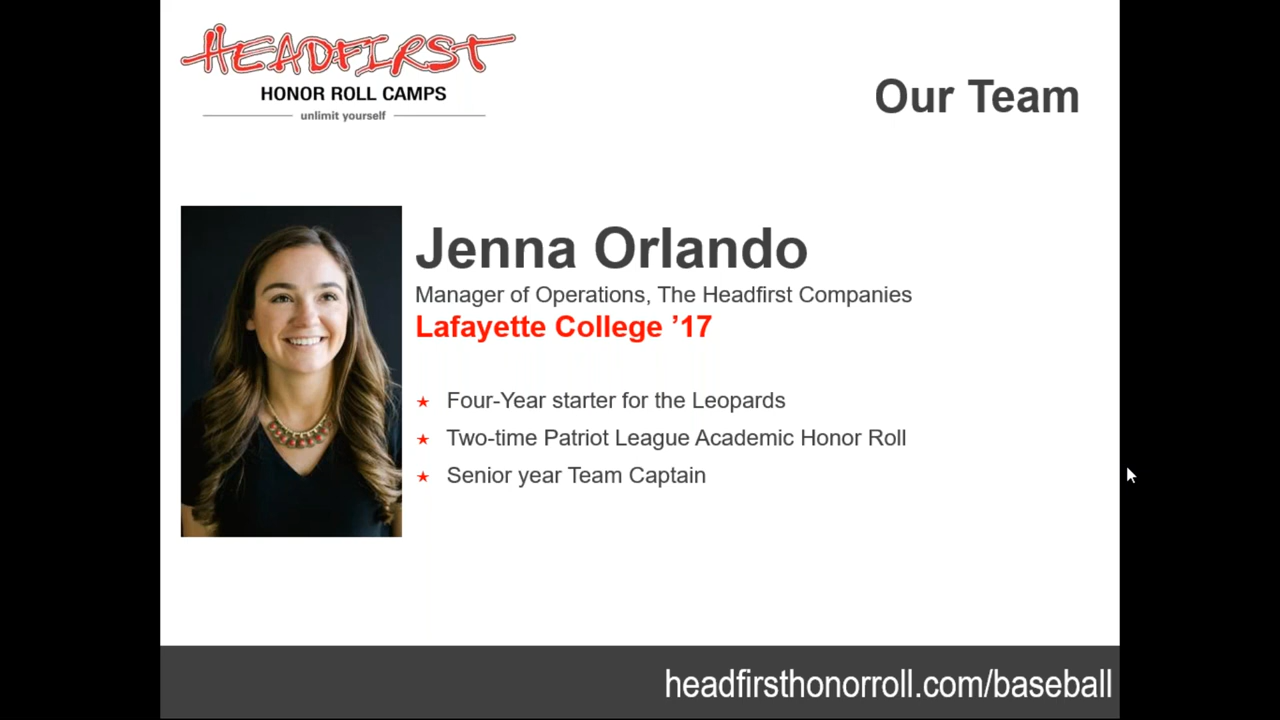 HEADFIRST
HONOR ROLL CAMPS
unlimit yourself
Our Team
Jenna Orlando
Manager of Operations, The Headfirst Companies
Lafayette College ’17
★ Four-Year starter for the Leopards
★ Two-time Patriot League Academic Honor Roll
★ Senior year Team Captain
headfirsthonorroll.com/baseball